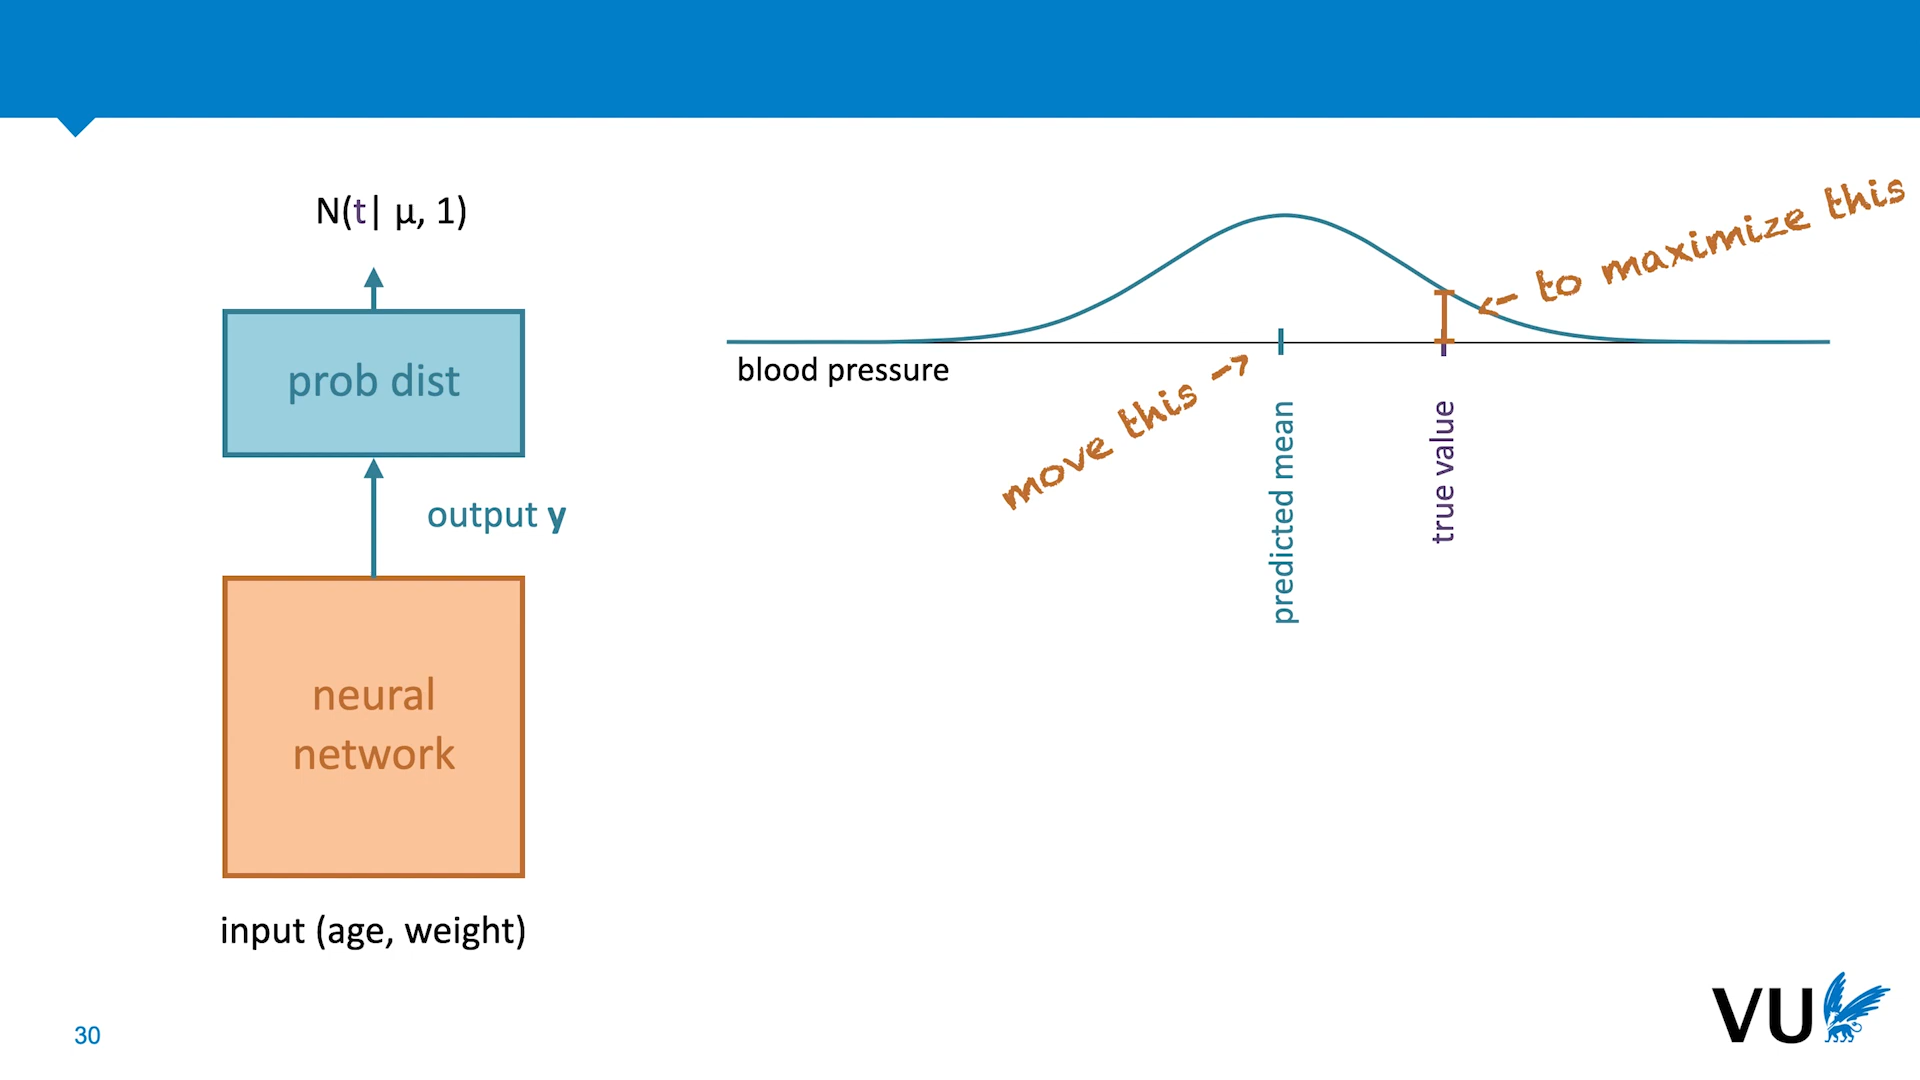 N(t| μ, 1)
prob dist
output y
neural
network
input (age, weight)
to maximize this
blood pressure
move this
predicted mean
true value
30
VU